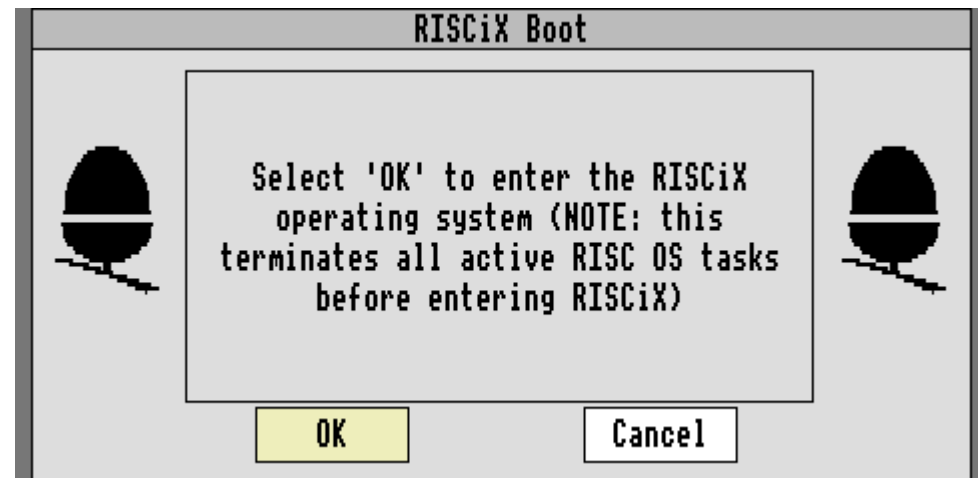 RISCiX Boot
Select 'OK' to enter the RISCiX
operating system (NOTE: this
terminates all active RISC OS tasks
before entering RISCiX)
OK
Cancel